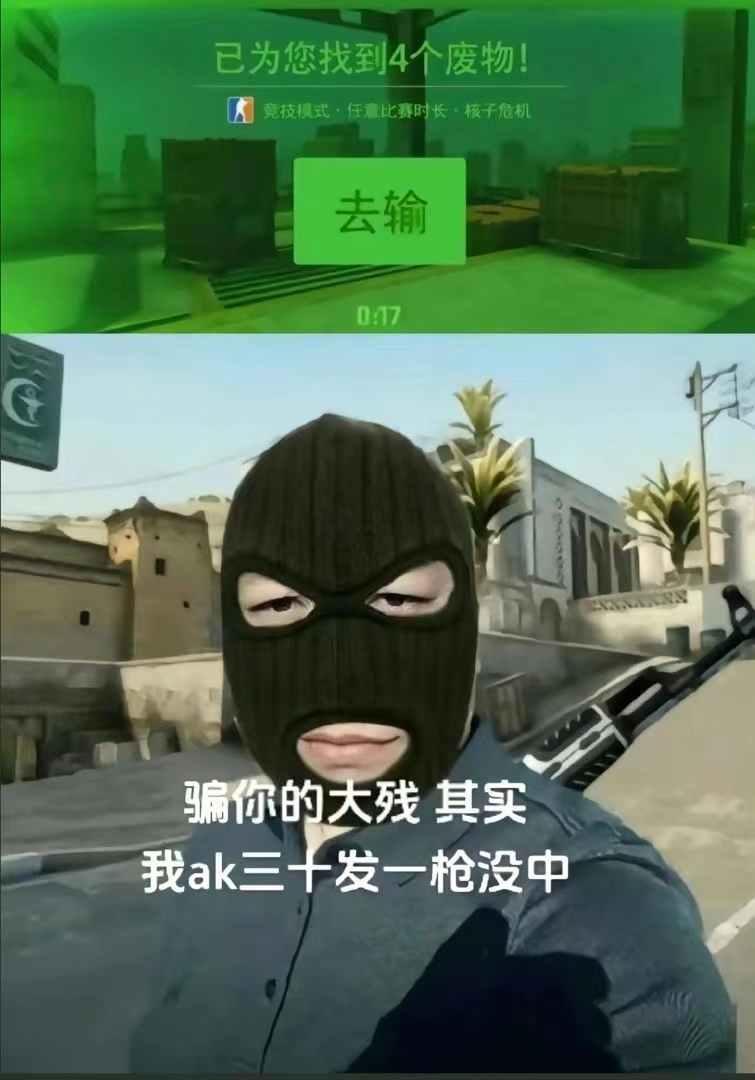 已为您找到4个废物！
竞技模式 · 任意比赛时长 · 核子危机
去输
0:17
骗你的大残 其实
我ak三十发一枪没中